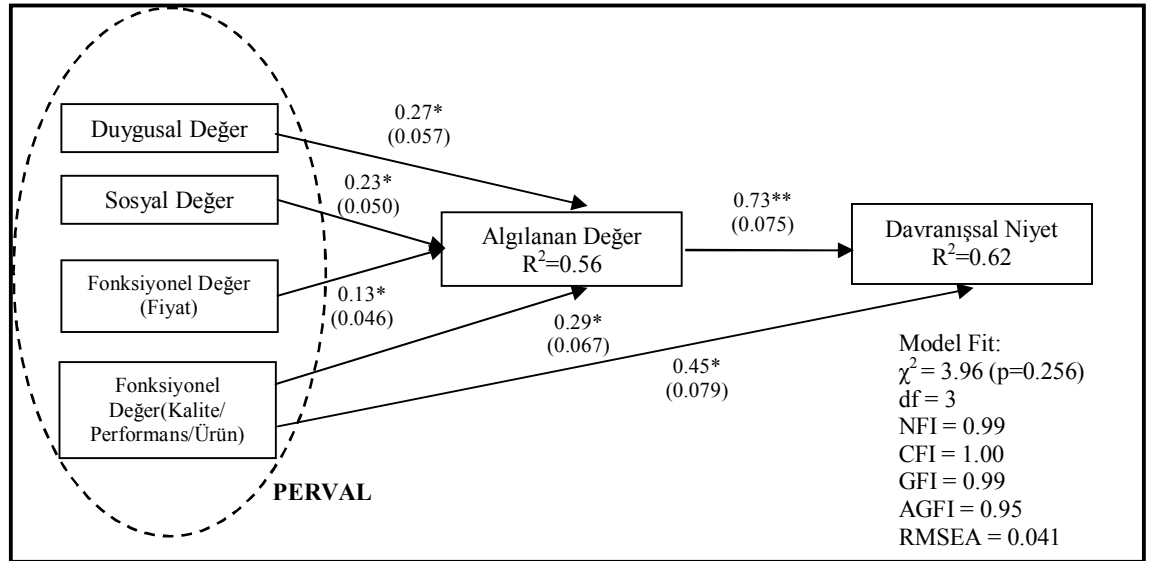 Duygusal Değer
0.27*
(0.057)
Sosyal Değer
0.23*
(0.050)
Algılanan Değer
R²=0.56
0.73**
(0.075)
Davranışsal Niyet
R²=0.62
Fonksiyonel Değer
(Fiyat)
0.13*
(0.046)
0.29*
(0.067)
Fonksiyonel
Değer(Kalite/
Performans/Ürün)
0.45*
(0.079)
PERVAL
Model Fit:
χ² = 3.96 (p=0.256)
df = 3
NFI = 0.99
CFI = 1.00
GFI = 0.99
AGFI = 0.95
RMSEA = 0.041